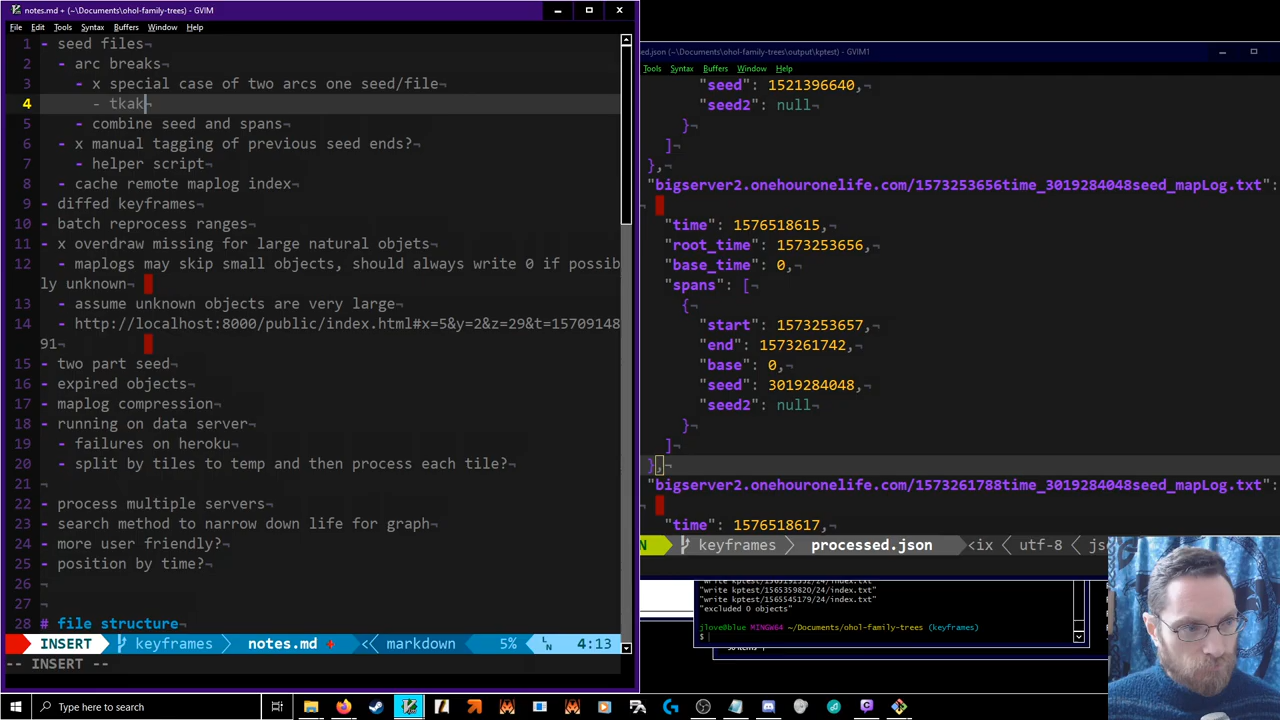 notes.md + (~\Documents\ohol-family-trees) - GVIM
File Edit Tools Syntax Buffers Window Help
1 - seed files¬
2 - arc breaks¬
3 - x special case of two arcs one seed/file¬
4 - tkak¬
5 - combine seed and spans¬
6 - x manual tagging of previous seed ends?¬
7 - helper script¬
8 - cache remote maplog index¬
9 - diffed keyframes¬
10 - batch reprocess ranges¬
11 - x overdraw missing for large natural objets¬
12 - maplogs may skip small objects, should always write 0 if possib
ly unknown ¬
13 - assume unknown objects are very large¬
14 - http://localhost:8000/public/index.html#x=5&y=2&z=29&t=15709148
91¬
15 - two part seed¬
16 - expired objects¬
17 - maplog compression¬
18 - running on data server¬
19 - failures on heroku¬
20 - split by tiles to temp and then process each tile?¬
21 ¬
22 - process multiple servers¬
23 - search method to narrow down life for graph¬
24 - more user friendly?¬
25 - position by time?¬
26 ¬
27 ¬
28 # file structure¬
INSERT keyframes notes.md + markdown 5% LN 4:13
-- INSERT --
ed.json (~\Documents\ohol-family-trees\output\kptest) - GVIM1
Tools Syntax Buffers Window Help
"seed": 1521396640¬
"seed2": null¬
}¬
]¬
},¬
"bigserver2.onehouronelife.com/1573253656time_3019284048seed_mapLog.txt":
¬
"time": 1576518615,¬
"root_time": 1573253656,¬
"base_time": 0,¬
"spans": [¬
{¬
"start": 1573253657,¬
"end": 1573261742,¬
"base": 0,¬
"seed": 3019284048,¬
"seed2": null¬
}¬
]¬
},¬
"bigserver2.onehouronelife.com/1573261788time_3019284048seed_mapLog.txt":
¬
"time": 1576518617,¬
N keyframes processed.json <ix utf-8
"write kptest/1565359820/24/index.txt"
"write kptest/1565545179/24/index.txt"
"excluded 0 objects"
jlove@blue MINGW64 ~/Documents/ohol-family-trees (keyframes)
$
Type here to search